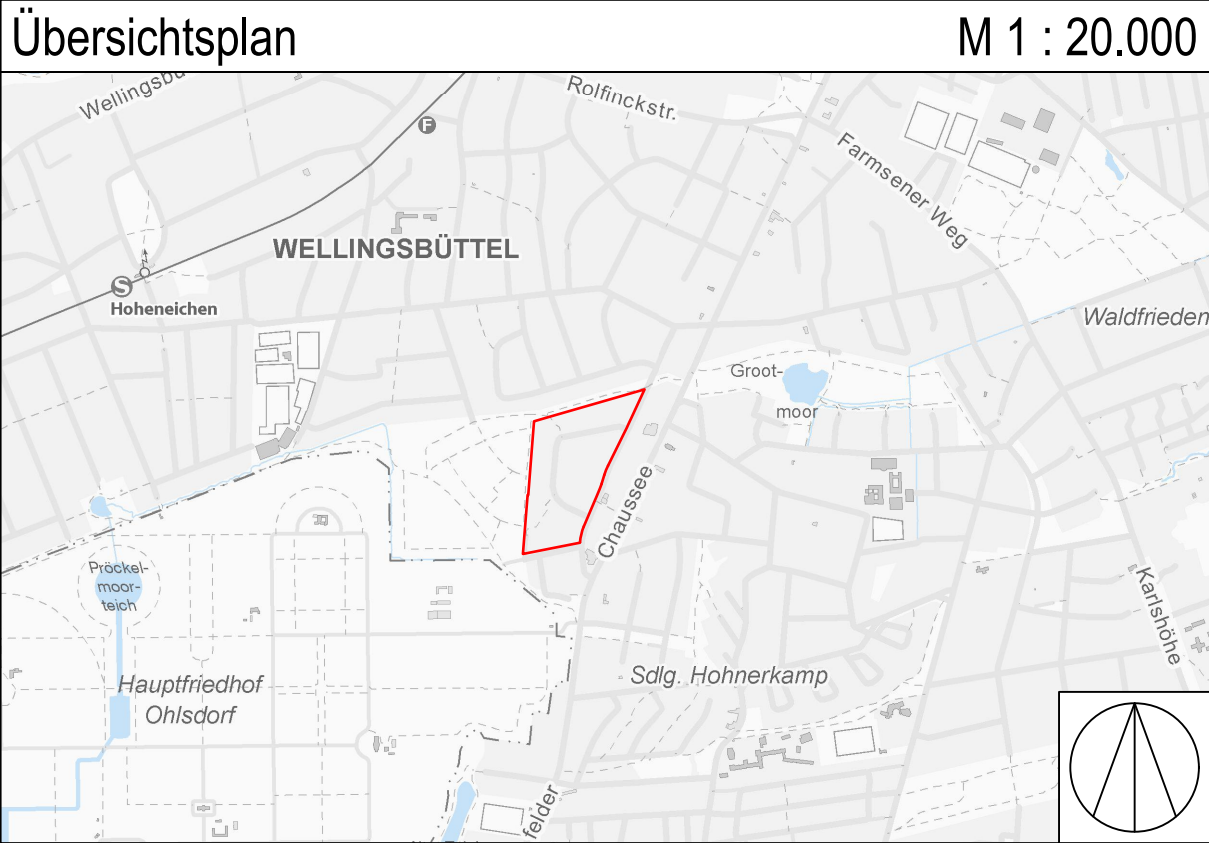 Übersichtsplan
M 1 : 20.000
Rolfinckstr.
F
Farmsener Weg
WELLINGSBÜTTEL
S
Hoheneichen
Waldfrieden
Groot-
moor
Chaussee
Pröckel-
moor-
teich
Karlshöhe
Sdlg. Hohnerkamp
Hauptfriedhof
Ohlsdorf
felder